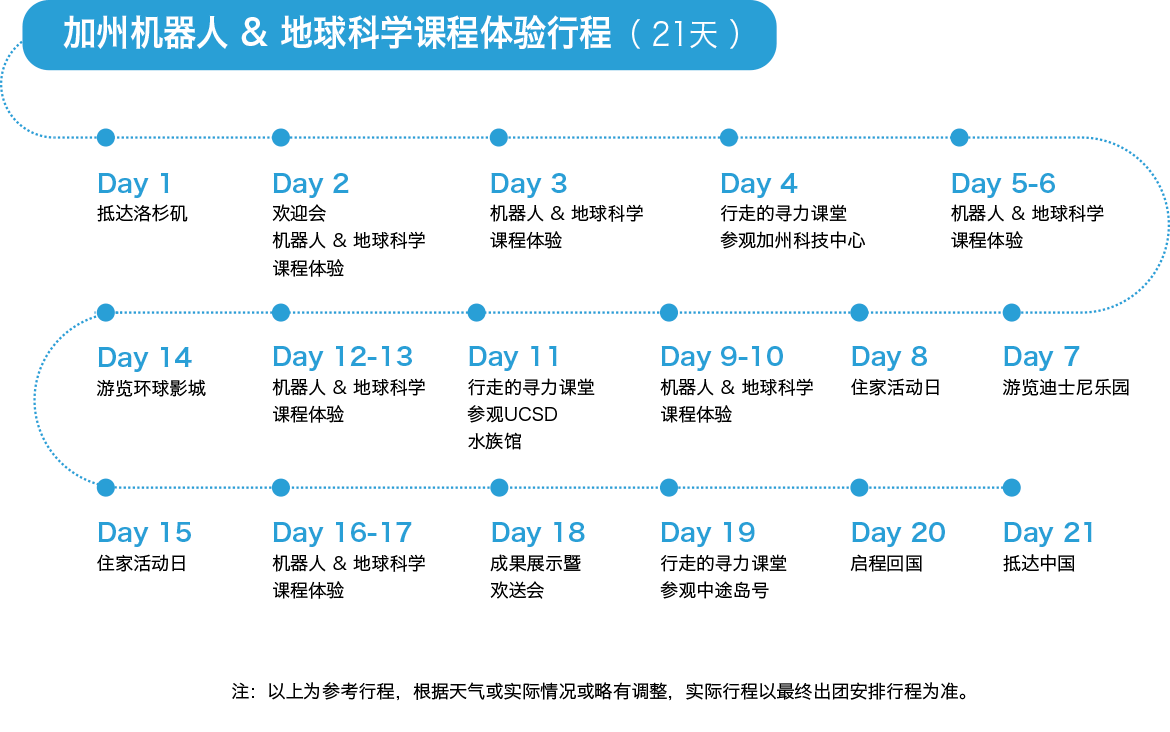 加州机器人 & 地球科学课程体验行程（ 21天 ）
Day 1
抵达洛杉矶
Day 2
欢迎会
机器人 & 地球科学
课程体验
Day 3
机器人 & 地球科学
课程体验
Day 4
行走的寻力课堂
参观加州科技中心
Day 5-6
机器人 & 地球科学
课程体验
Day 7
游览迪士尼乐园
Day 8
住家活动日
Day 9-10
机器人 & 地球科学
课程体验
Day 11
行走的寻力课堂
参观UCSD
水族馆
Day 12-13
机器人 & 地球科学
课程体验
Day 14
游览环球影城
Day 15
住家活动日
Day 16-17
机器人 & 地球科学
课程体验
Day 18
成果展示暨
欢送会
Day 19
行走的寻力课堂
参观中途岛号
Day 20
启程回国
Day 21
抵达中国
注：以上为参考行程，根据天气或实际情况或略有调整，实际行程以最终出团安排行程为准。